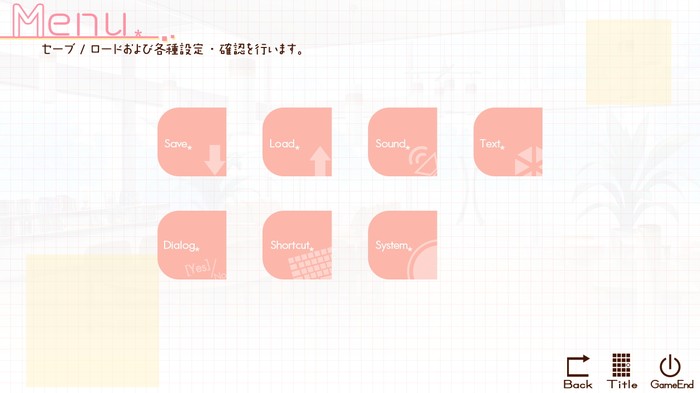 Menu*
セーブ / ロードおよび各種設定・確認を行います。
Save*
Load*
Sound*
Text*
Dialog*
[Yes]/
Shortcut*
System*
Back
Title
GameEnd